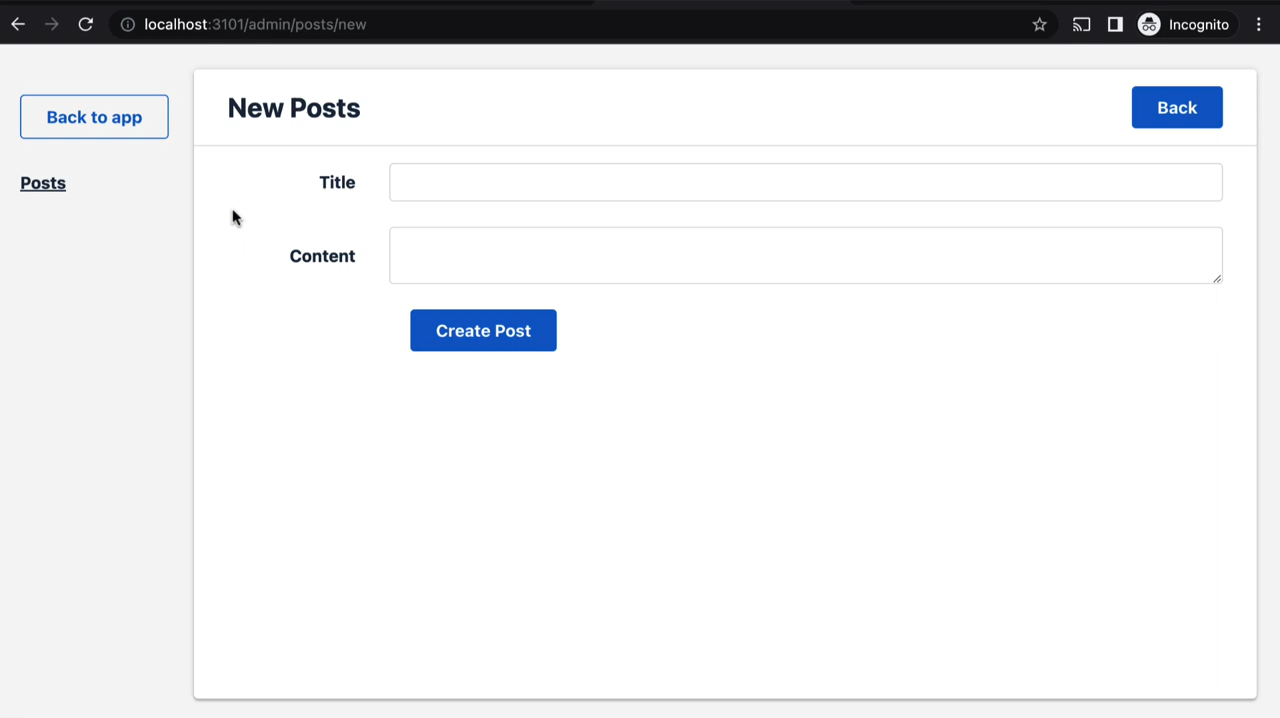 localhost:3101/admin/posts/new
Incognito
Back to app
New Posts
Back
Posts
Title
Content
Create Post